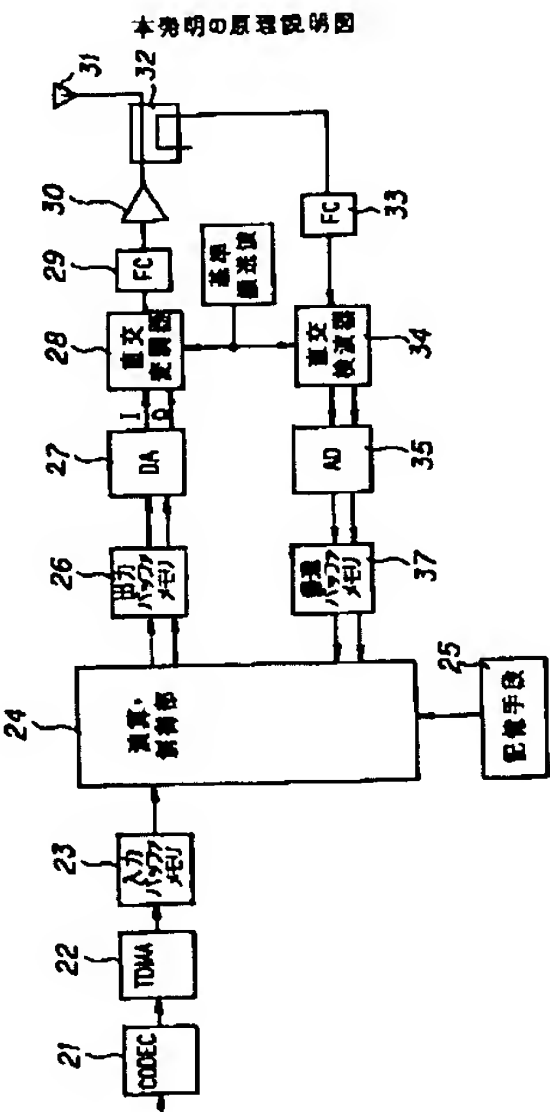 本発明の原理説明図
31
32
30
29
FC
28
直交
変調器
I
Q
27
DA
26
出力
バッファ
メモリ
24
演算・
制御部
23
入力
バッファ
メモリ
22
TDMA
21
CODEC
基準
搬送波
FC
33
直交
検波器
34
AD
35
帰還
バッファ
メモリ
37
25
記憶手段